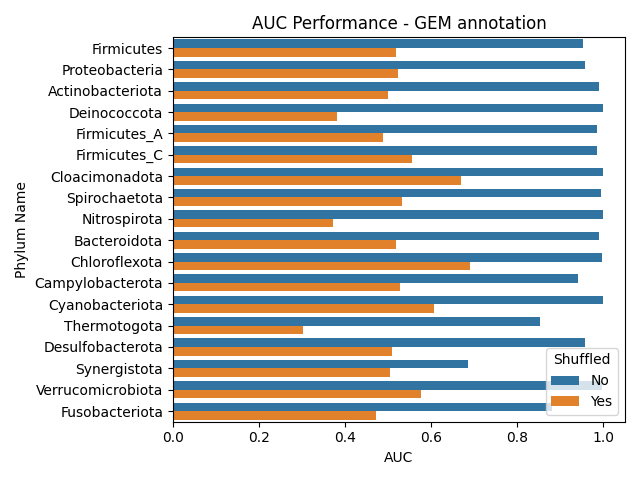 AUC Performance - GEM annotation
Phylum Name
Firmicutes
Proteobacteria
Actinobacteriota
Deinococcota
Firmicutes_A
Firmicutes_C
Cloacimonadota
Spirochaetota
Nitrospirota
Bacteroidota
Chloroflexota
Campylobacterota
Cyanobacteriota
Thermotogota
Desulfobacterota
Synergistota
Verrucomicrobiota
Fusobacteriota
Shuffled
No
Yes
0.0 0.2 0.4 0.6 0.8 1.0
AUC